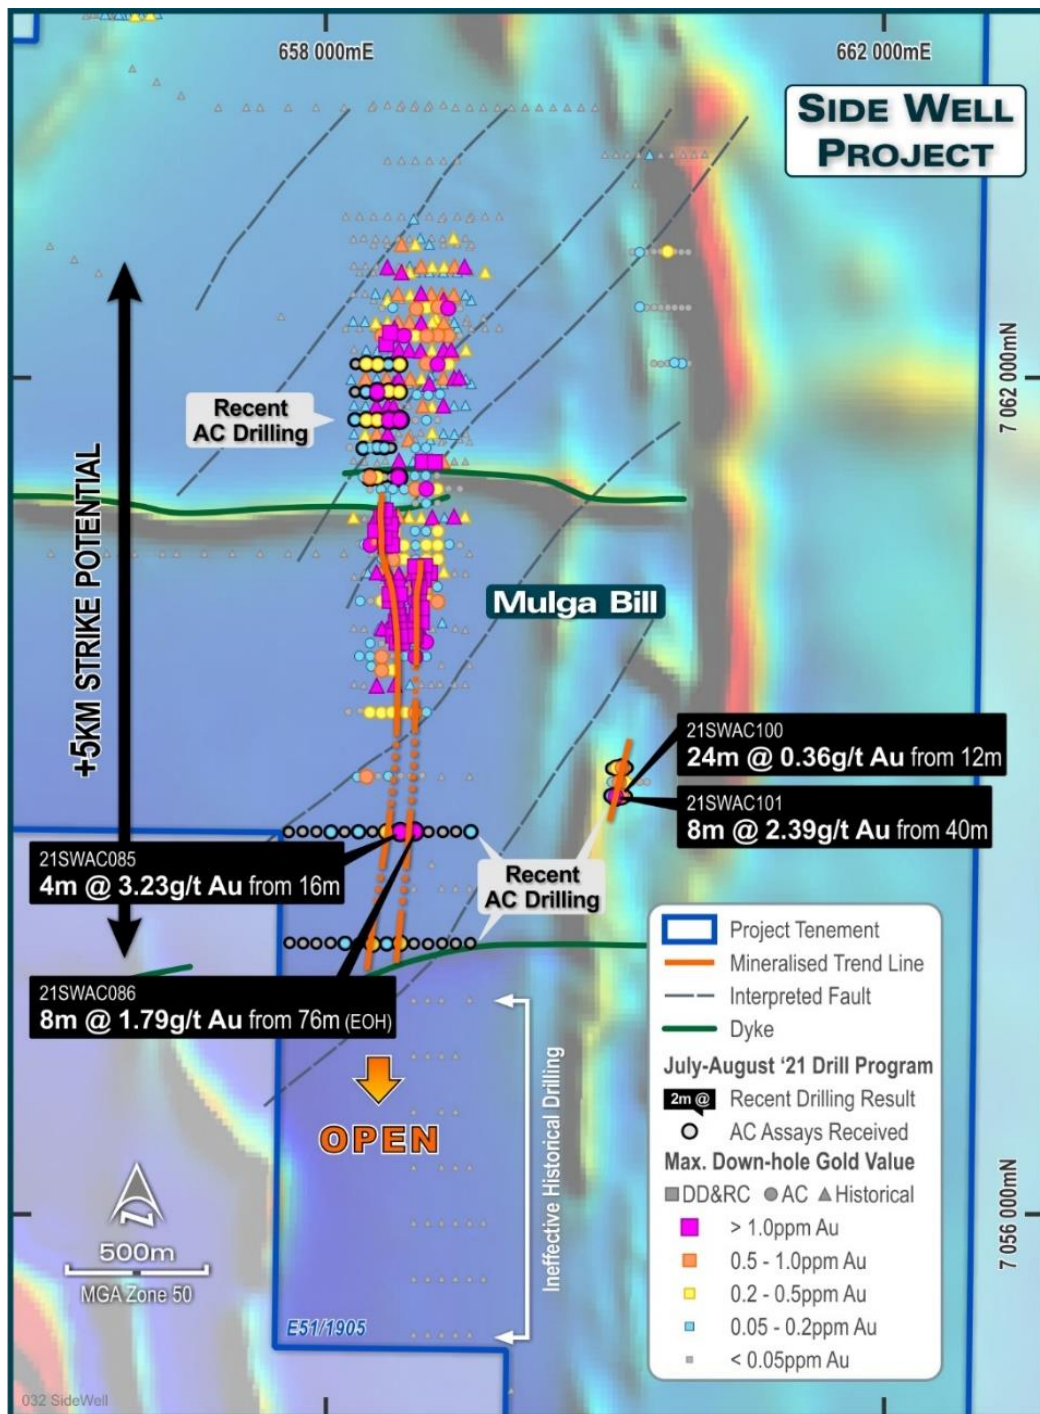 658 000mE
662 000mE
SIDE WELL
PROJECT
7 062 000mN
Recent
AC Drilling
+5KM STRIKE POTENTIAL
Mulga Bill
21SWAC100
24m @ 0.36g/t Au from 12m
21SWAC101
8m @ 2.39g/t Au from 40m
21SWAC085
4m @ 3.23g/t Au from 16m
Recent
AC Drilling
21SWAC086
8m @ 1.79g/t Au from 76m (EOH)
OPEN
Ineffective Historical Drilling
Project Tenement
Mineralised Trend Line
Interpreted Fault
Dyke
July-August ‘21 Drill Program
2m @ Recent Drilling Result
AC Assays Received
Max. Down-hole Gold Value
DD&RC AC Historical
> 1.0ppm Au
0.5 - 1.0ppm Au
0.2 - 0.5ppm Au
0.05 - 0.2ppm Au
< 0.05ppm Au
7 056 000mN
N
500m
MGA Zone 50
E51/1905
032 SideWell